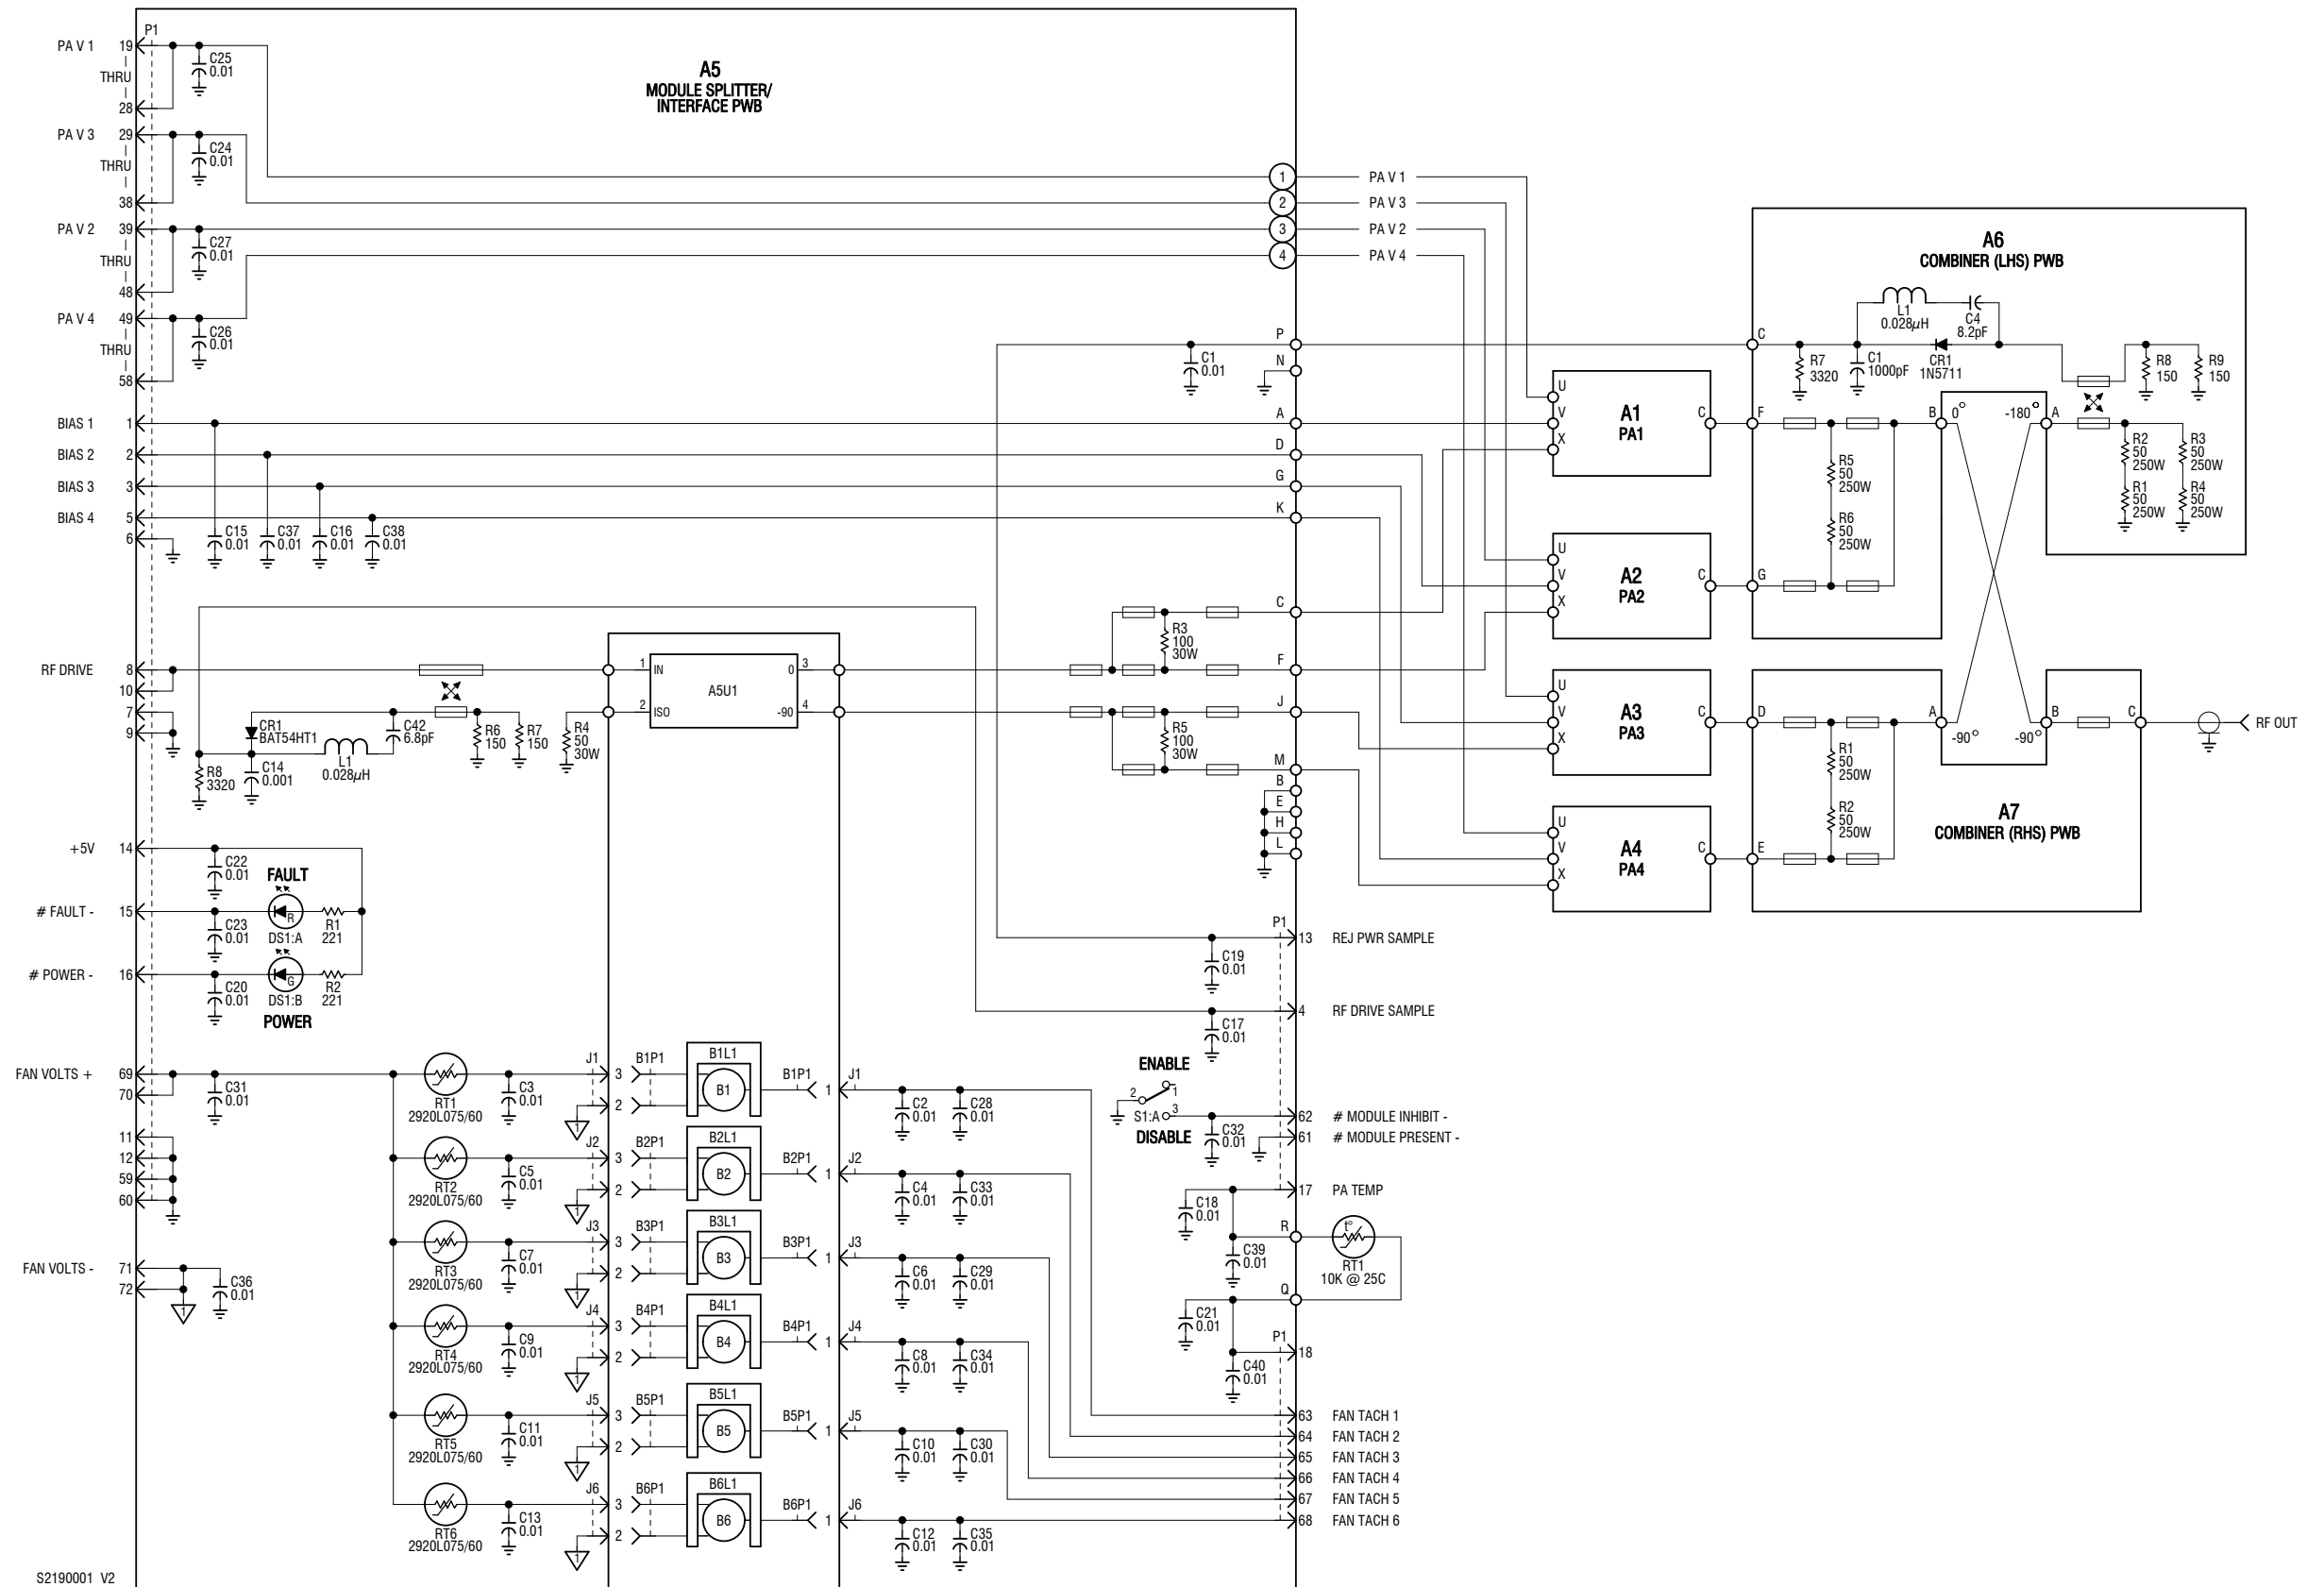 A5
MODULE SPLITTER/
INTERFACE PWB
P1
PA V 1 19
THRU
28
C25
0.01
PA V 3 29
THRU
38
C24
0.01
PA V 2 39
THRU
48
C27
0.01
PA V 4 49
THRU
58
C26
0.01
1 PA V 1
2 PA V 3
3 PA V 2
4 PA V 4
P
N
C1
0.01
BIAS 1 1
BIAS 2 2
BIAS 3 3
BIAS 4 5
6
C15
0.01
C37
0.01
C16
0.01
C38
0.01
A
D
G
K
RF DRIVE 8
10
7
9
CR1
BAT54HT1
C42
6.8pF
R6
150
R7
150
R8
3320
C14
0.001
L1
0.028µH
R4
50
30W
1 IN
2 ISO
A5U1
0 3
-90 4
R3
100
30W
R5
100
30W
C
F
J
M
B
E
H
L
+5V 14
C22
0.01
FAULT
# FAULT - 15
C23
0.01
R
DS1:A
R1
221
# POWER - 16
C20
0.01
G
DS1:B
R2
221
POWER
FAN VOLTS + 69
70
C31
0.01
11
12
59
60
FAN VOLTS - 71
72
1
C36
0.01
RT1
2920L075/60
C3
0.01
J1
3
2
1
B1P1
B1L1
B1
B1P1
1
J1
C2
0.01
C28
0.01
RT2
2920L075/60
C5
0.01
J2
3
2
1
B2P1
B2L1
B2
B2P1
1
J2
C4
0.01
C33
0.01
RT3
2920L075/60
C7
0.01
J3
3
2
1
B3P1
B3L1
B3
B3P1
1
J3
C6
0.01
C29
0.01
RT4
2920L075/60
C9
0.01
J4
3
2
1
B4P1
B4L1
B4
B4P1
1
J4
C8
0.01
C34
0.01
RT5
2920L075/60
C11
0.01
J5
3
2
1
B5P1
B5L1
B5
B5P1
1
J5
C10
0.01
C30
0.01
RT6
2920L075/60
C13
0.01
J6
3
2
1
B6P1
B6L1
B6
B6P1
1
J6
C12
0.01
C35
0.01
P1
13 REJ PWR SAMPLE
C19
0.01
4 RF DRIVE SAMPLE
C17
0.01
ENABLE
2
1
S1:A 3
DISABLE
C32
0.01
62 # MODULE INHIBIT -
61 # MODULE PRESENT -
17 PA TEMP
C18
0.01
R
C39
0.01
t°
RT1
10K @ 25C
Q
C21
0.01
P1
18
C40
0.01
63 FAN TACH 1
64 FAN TACH 2
65 FAN TACH 3
66 FAN TACH 4
67 FAN TACH 5
68 FAN TACH 6
U
V
X
A1
PA1
C
U
V
X
A2
PA2
C
U
V
X
A3
PA3
C
U
V
X
A4
PA4
C
A6
COMBINER (LHS) PWB
L1
0.028µH
C4
8.2pF
C
R7
3320
C1
1000pF
CR1
1N5711
R8
150
R9
150
F
R5
50
250W
R6
50
250W
G
B 0°
-180° A
R2
50
250W
R3
50
250W
R1
50
250W
R4
50
250W
D
R1
50
250W
R2
50
250W
E
A -90°
-90° B
C
RF OUT
A7
COMBINER (RHS) PWB
S2190001 V2